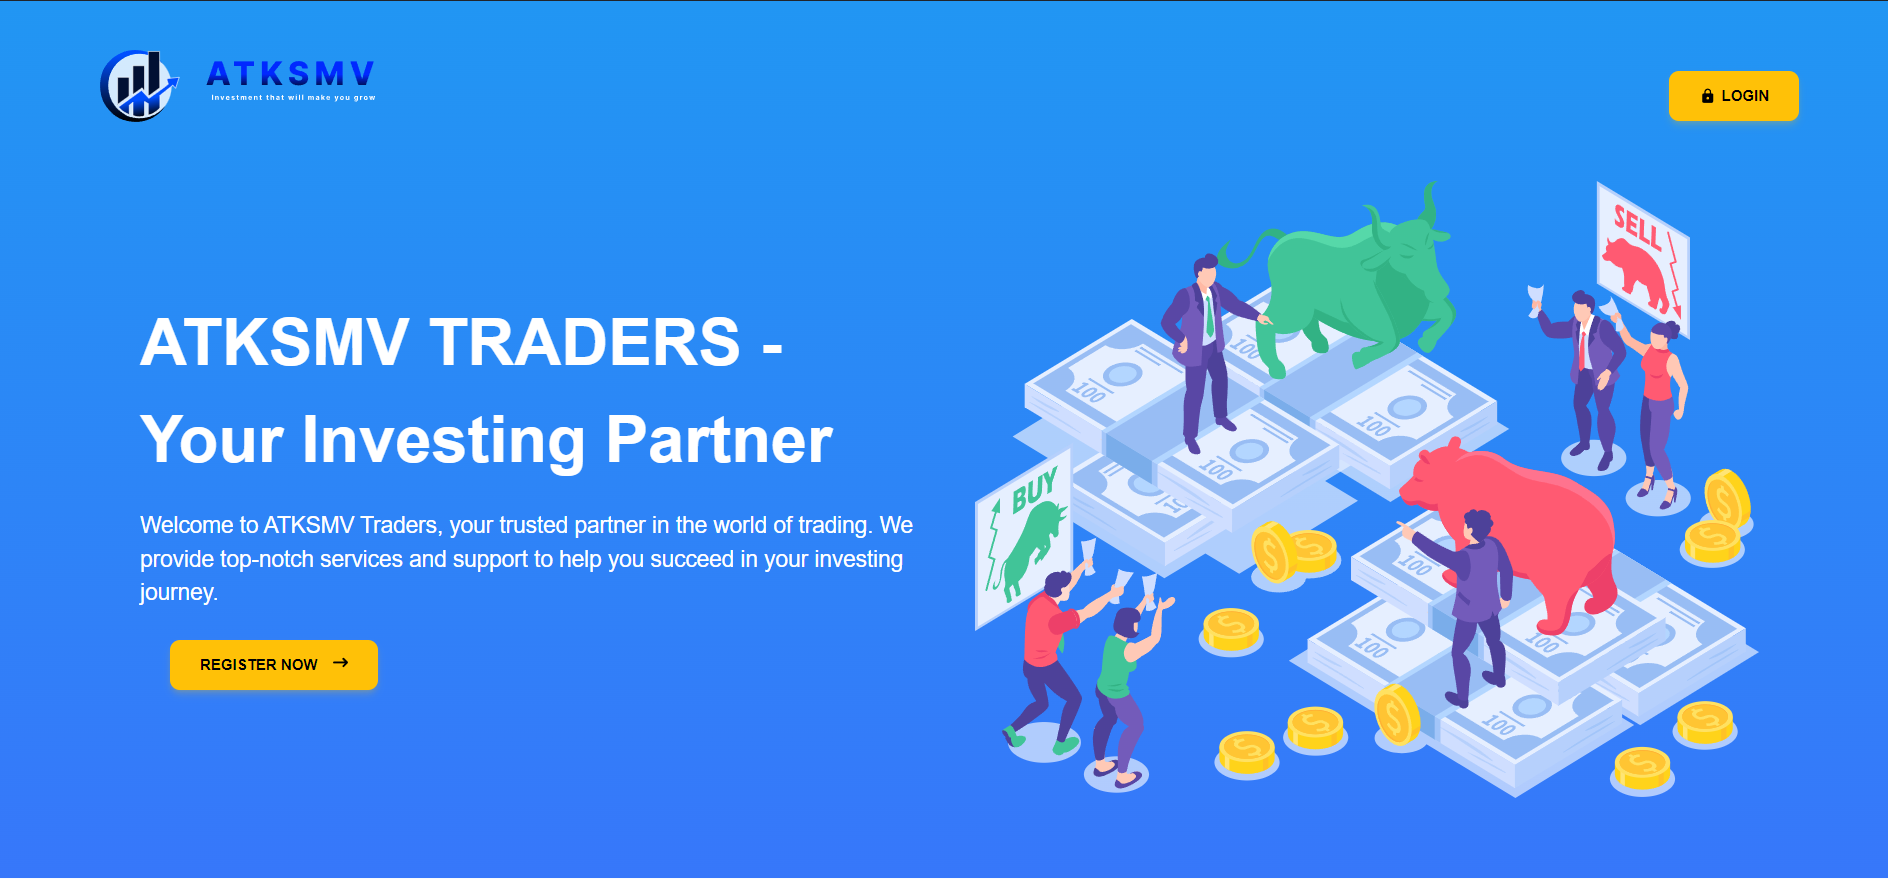 ATKSMV
Investment that will make you grow
LOGIN
ATKSMV TRADERS -
Your Investing Partner
Welcome to ATKSMV Traders, your trusted partner in the world of trading. We
provide top-notch services and support to help you succeed in your investing
journey.
REGISTER NOW
SELL
BUY
100
100
100
100
100
100
100
100